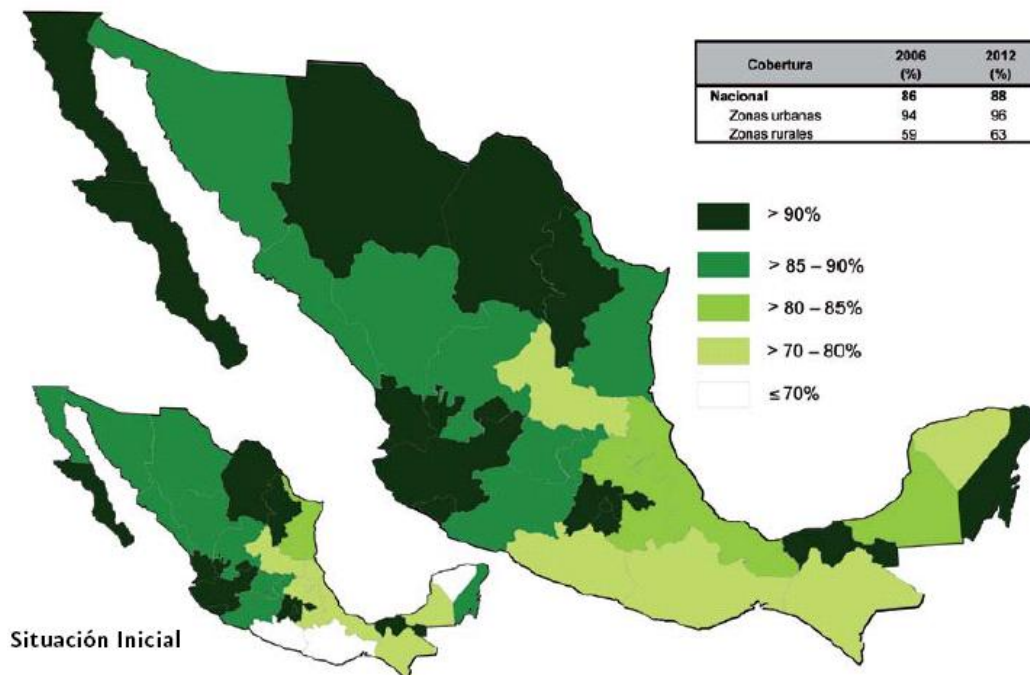 Cobertura 2006 (%) 2012 (%)
Nacional 86 88
Zonas urbanas 94 96
Zonas rurales 59 63
> 90%
> 85 – 90%
> 80 – 85%
> 70 – 80%
≤ 70%
Situación Inicial